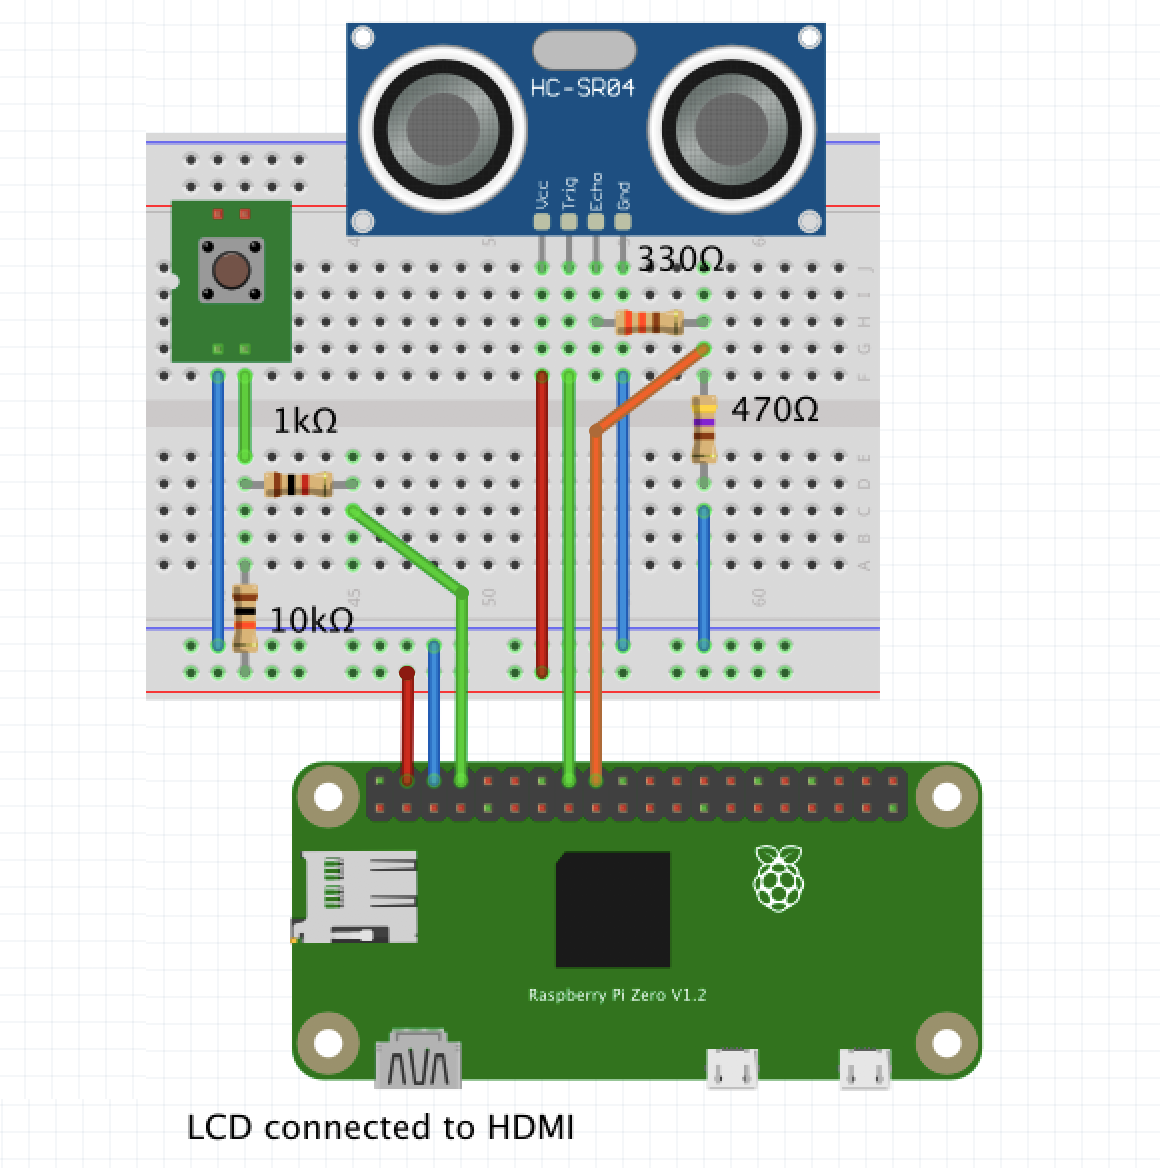 HC-SR04
Vcc Trig Echo Gnd
330Ω
J
I
H
G
F
470Ω
1kΩ
E
D
C
B
A
45 50 60
10kΩ
Raspberry Pi Zero V1.2
LCD connected to HDMI